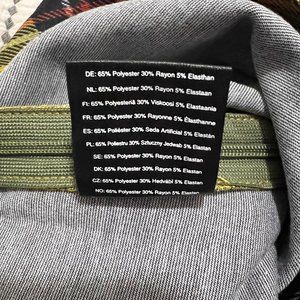 DE: 65% Polyester 30% Rayon 5% Elasthan
NL: 65% Polyester 30% Rayon 5% Elastaan
FI: 65% Polyesteriä 30% Viskoosi 5% Elastaania
FR: 65% Polyester 30% Rayonne 5% Élasthanne
ES: 65% Poliéster 30% Seda Artificial 5% Elastán
PL: 65% Poliestru 30% Sztuczny Jedwab 5% Elastan
SE: 65% Polyester 30% Rayon 5% Elastan
DK: 65% Polyester 30% Rayon 5% Elastan
CZ: 65% Polyester 30% Hedvábí 5% Elastan
NO: 65% Polyester 30% Rayon 5% Elastan